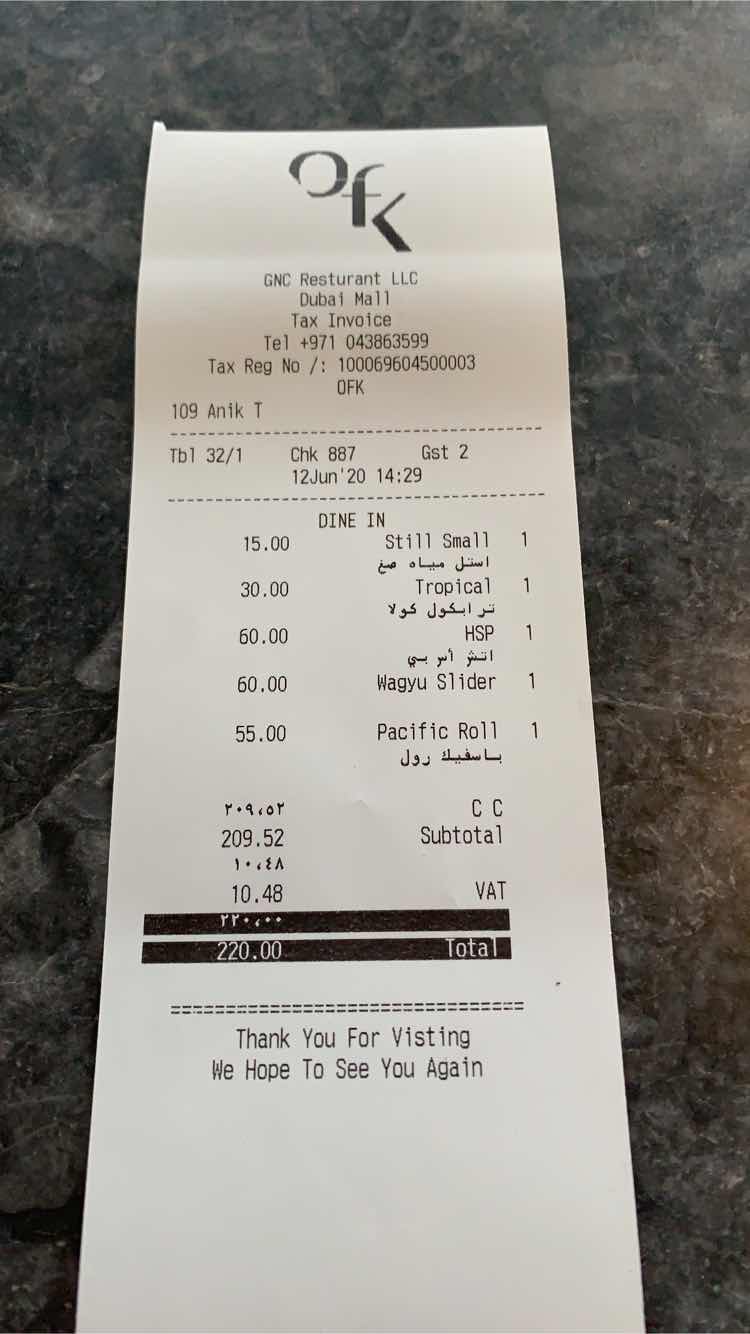 OfK
GNC Resturant LLC
Dubai Mall
Tax Invoice
Tel +971 043863599
Tax Reg No /: 100069604500003
OFK
109 Anik T
Tbl 32/1 Chk 887 Gst 2
12Jun'20 14:29
DINE IN
15.00 Still Small 1
استل مياه صغ
30.00 Tropical 1
ترابكول كولا
60.00 HSP 1
اتش أس بي
60.00 Wagyu Slider 1
55.00 Pacific Roll 1
باسفيك رول
٢٠٩،٥٢ C C
209.52 Subtotal
١٠،٤٨
10.48 VAT
٢٢٠،٠٠
220.00 Total
Thank You For Visting
We Hope To See You Again